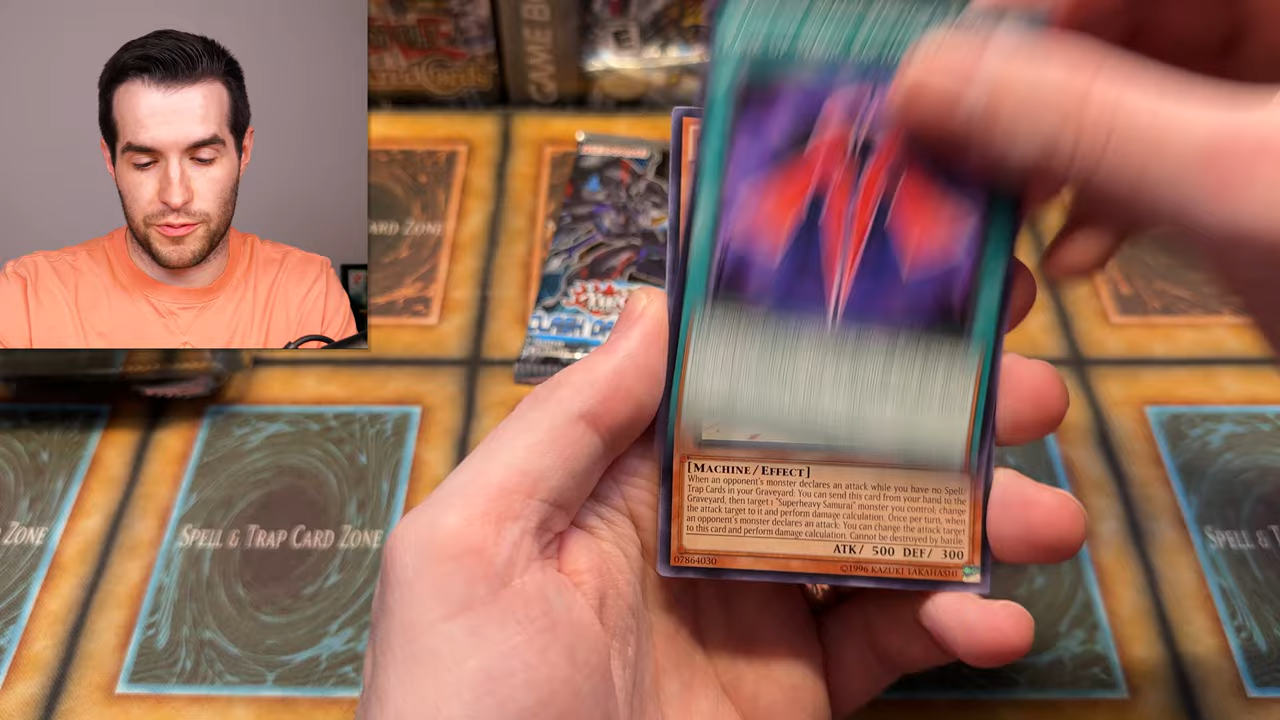 GAME BO
ARD ZONE
ZONE
SPELL & TRAP CARD ZONE
SPELL & T
[MACHINE/EFFECT]
When an opponent's monster declares an attack while you have no Spell/
Trap Cards in your Graveyard: You can send this card from your hand to the
Graveyard, then target 1 "Superheavy Samurai" monster you control; change
the attack target to it and perform damage calculation. Once per turn, when
an opponent's monster declares an attack: You can change the attack target
to this card and perform damage calculation. Cannot be destroyed by battle.
ATK/ 500 DEF/ 300
07864030
©1996 KAZUKI TAKAHASHI